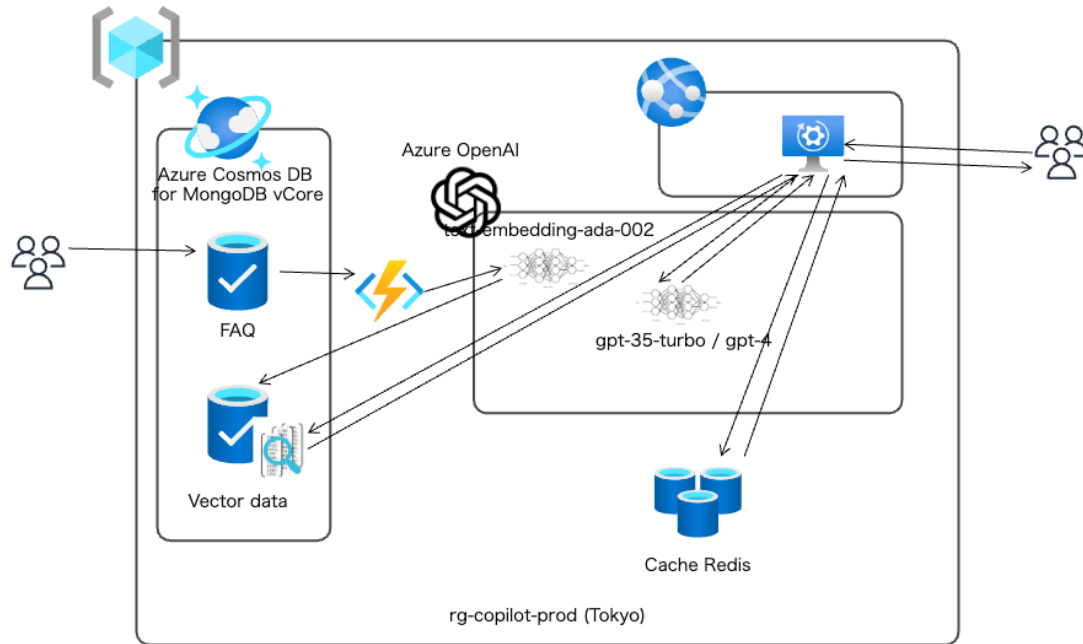 Azure Cosmos DB
for MongoDB vCore
Azure OpenAI
text-embedding-ada-002
FAQ
gpt-35-turbo / gpt-4
Vector data
Cache Redis
rg-copilot-prod (Tokyo)